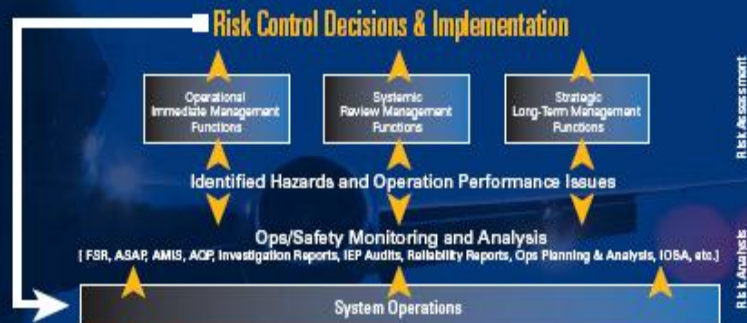 Risk Control Decisions & Implementation
Operational
Immediate Management
Functions
Systemic
Review Management
Functions
Strategic
Long-Term Management
Functions
Risk Assessment
Identified Hazards and Operation Performance Issues
Ops/Safety Monitoring and Analysis
[ FSR, ASAP, AMIS, AQP, Investigation Reports, IEP Audits, Reliability Reports, Ops Planning & Analysis, IOSA, etc.]
Risk Analysis
System Operations